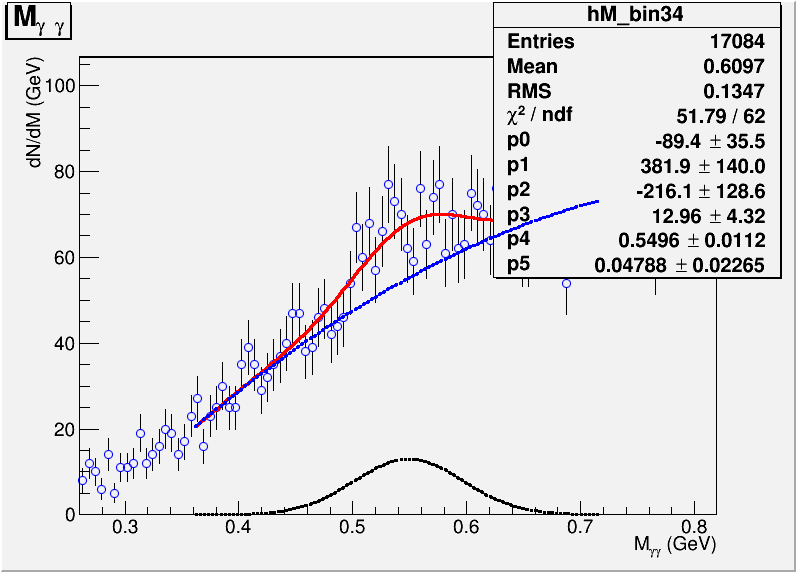 Mγ γ
hM_bin34
Entries 17084
Mean 0.6097
RMS 0.1347
χ² / ndf 51.79 / 62
p0 -89.4 ± 35.5
p1 381.9 ± 140.0
p2 -216.1 ± 128.6
p3 12.96 ± 4.32
p4 0.5496 ± 0.0112
p5 0.04788 ± 0.02265
dN/dM (GeV)
100
80
60
40
20
0
0.3 0.4 0.5 0.6 0.7 0.8
Mγγ (GeV)